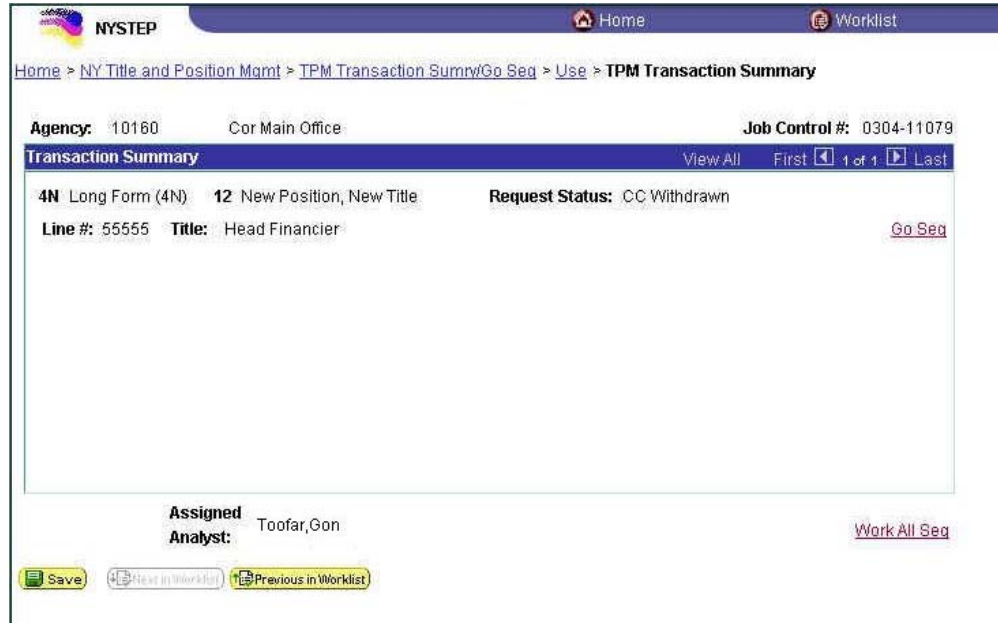 NYSTEP Home Worklist
Home > NY Title and Position Mgmt > TPM Transaction Sumry/Go Seq > Use > TPM Transaction Summary
Agency: 10160 Cor Main Office Job Control #: 0304-11079
Transaction Summary View All First 1 of 1 Last
4N Long Form (4N) 12 New Position, New Title Request Status: CC Withdrawn
Line #: 55555 Title: Head Financier Go Seq
Assigned
Analyst: Toofar,Gon Work All Seq
Save Next in Worklist Previous in Worklist